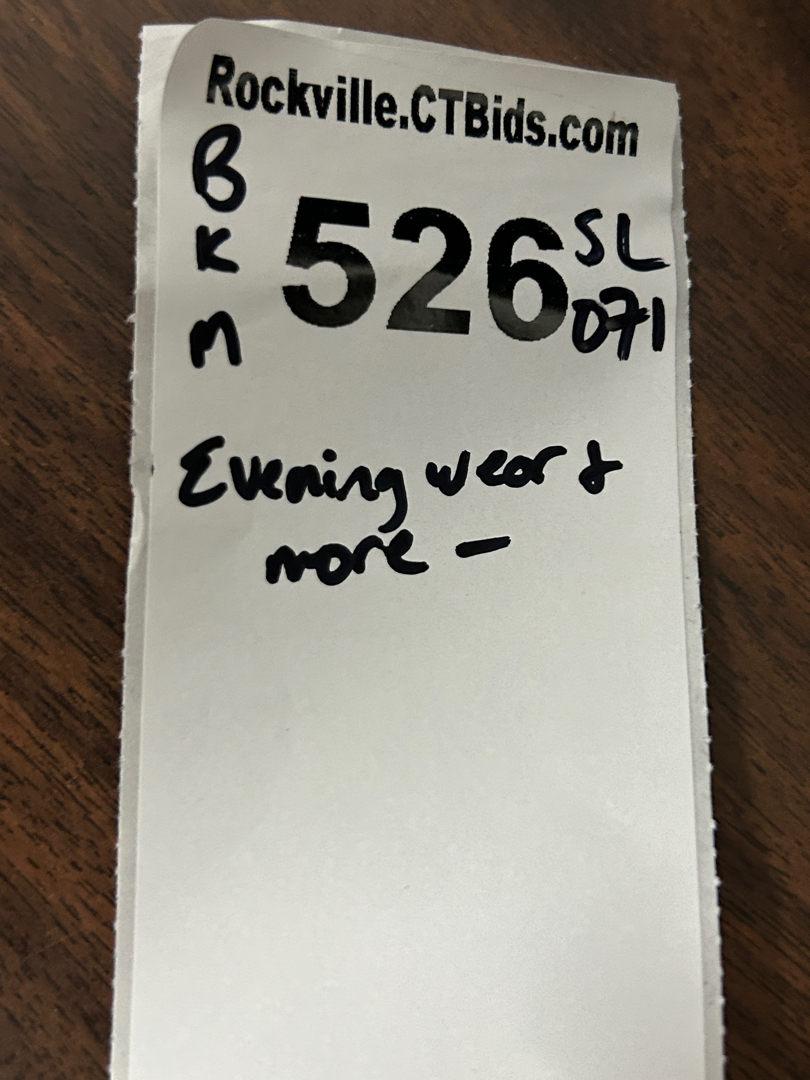 Rockville.CTBids.com
B
K
M
526
SL
071
Evening wear &
more -